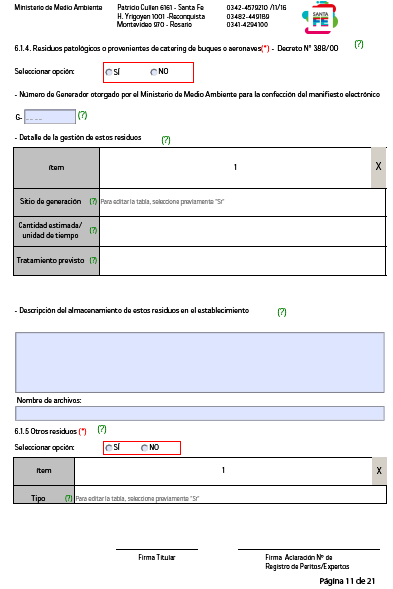 Ministerio de Medio Ambiente
Patricio Cullen 6161 - Santa Fe
H. Yrigoyen 1001 -Reconquista
Montevideo 970 - Rosario
0342-4579210 /11/16
03482-449189
0341-4294100
SANTA
FE
6.1.4. Residuos patológicos o provenientes de catering de buques o aeronaves(*) - Decreto N° 388/00 (?)
Seleccionar opción: SÍ NO
- Número de Generador otorgado por el Ministerio de Medio Ambiente para la confección del manifiesto electrónico
G- _ _ _ _ (?)
- Detalle de la gestión de estos residuos (?)
ítem 1 X
Sitio de generación (?) Para editar la tabla, seleccione previamente "Sí"
Cantidad estimada/
unidad de tiempo (?)
Tratamiento previsto (?)
- Descripción del almacenamiento de estos residuos en el establecimiento (?)
Nombre de archivos:
6.1.5 Otros residuos (*) (?)
Seleccionar opción: SÍ NO
ítem 1 X
Tipo (?) Para editar la tabla, seleccione previamente "Sí"
Firma Titular
Firma Aclaración N° de
Registro de Peritos/Expertos
Página 11 de 21